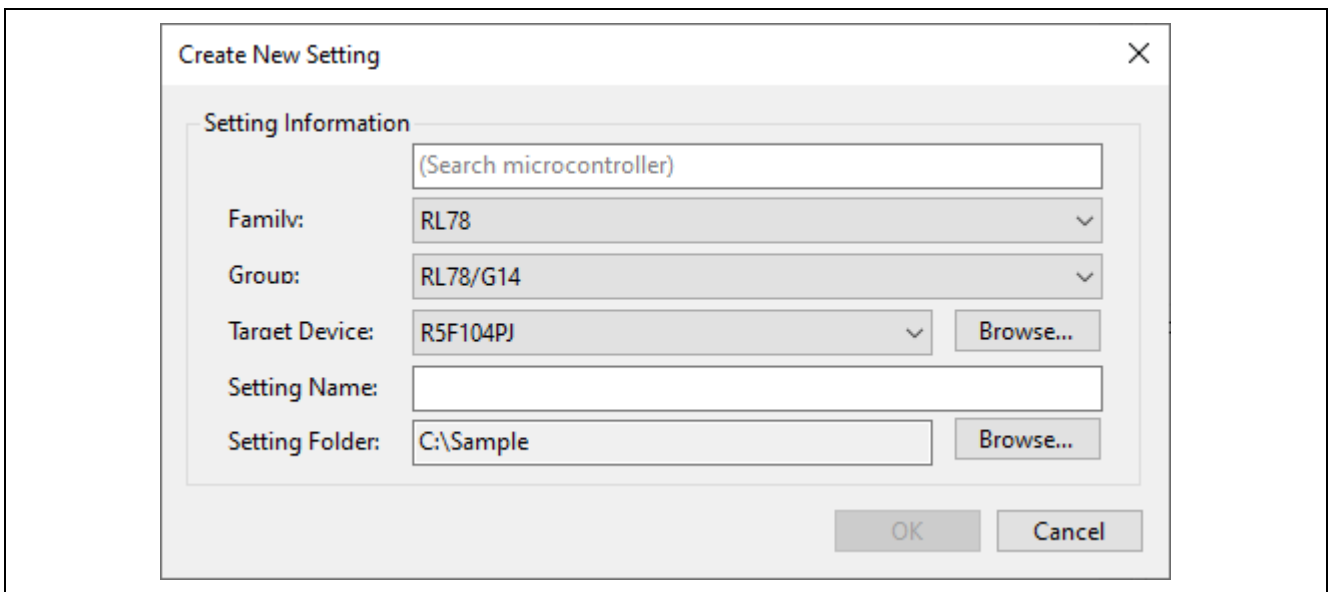 Create New Setting
Setting Information
(Search microcontroller)
Family: RL78
Group: RL78/G14
Target Device: R5F104PJ Browse...
Setting Name:
Setting Folder: C:\Sample Browse...
OK Cancel